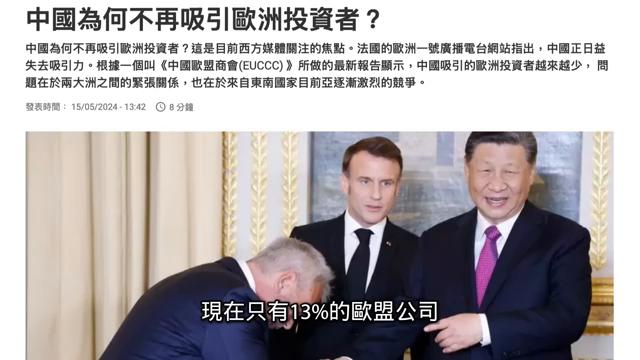 中國為何不再吸引歐洲投資者？
中國為何不再吸引歐洲投資者？這是目前西方媒體關注的焦點。法國的歐洲一號廣播電台網站指出，中國正日益
失去吸引力。根據一個叫《中國歐盟商會(EUCCC) 》所做的最新報告顯示，中國吸引的歐洲投資者越來越少， 問
題在於兩大洲之間的緊張關係，也在於來自東南國家目前亞逐漸激烈的競爭。
發表時間： 15/05/2024 - 13:42 8 分鐘
現在只有13%的歐盟公司